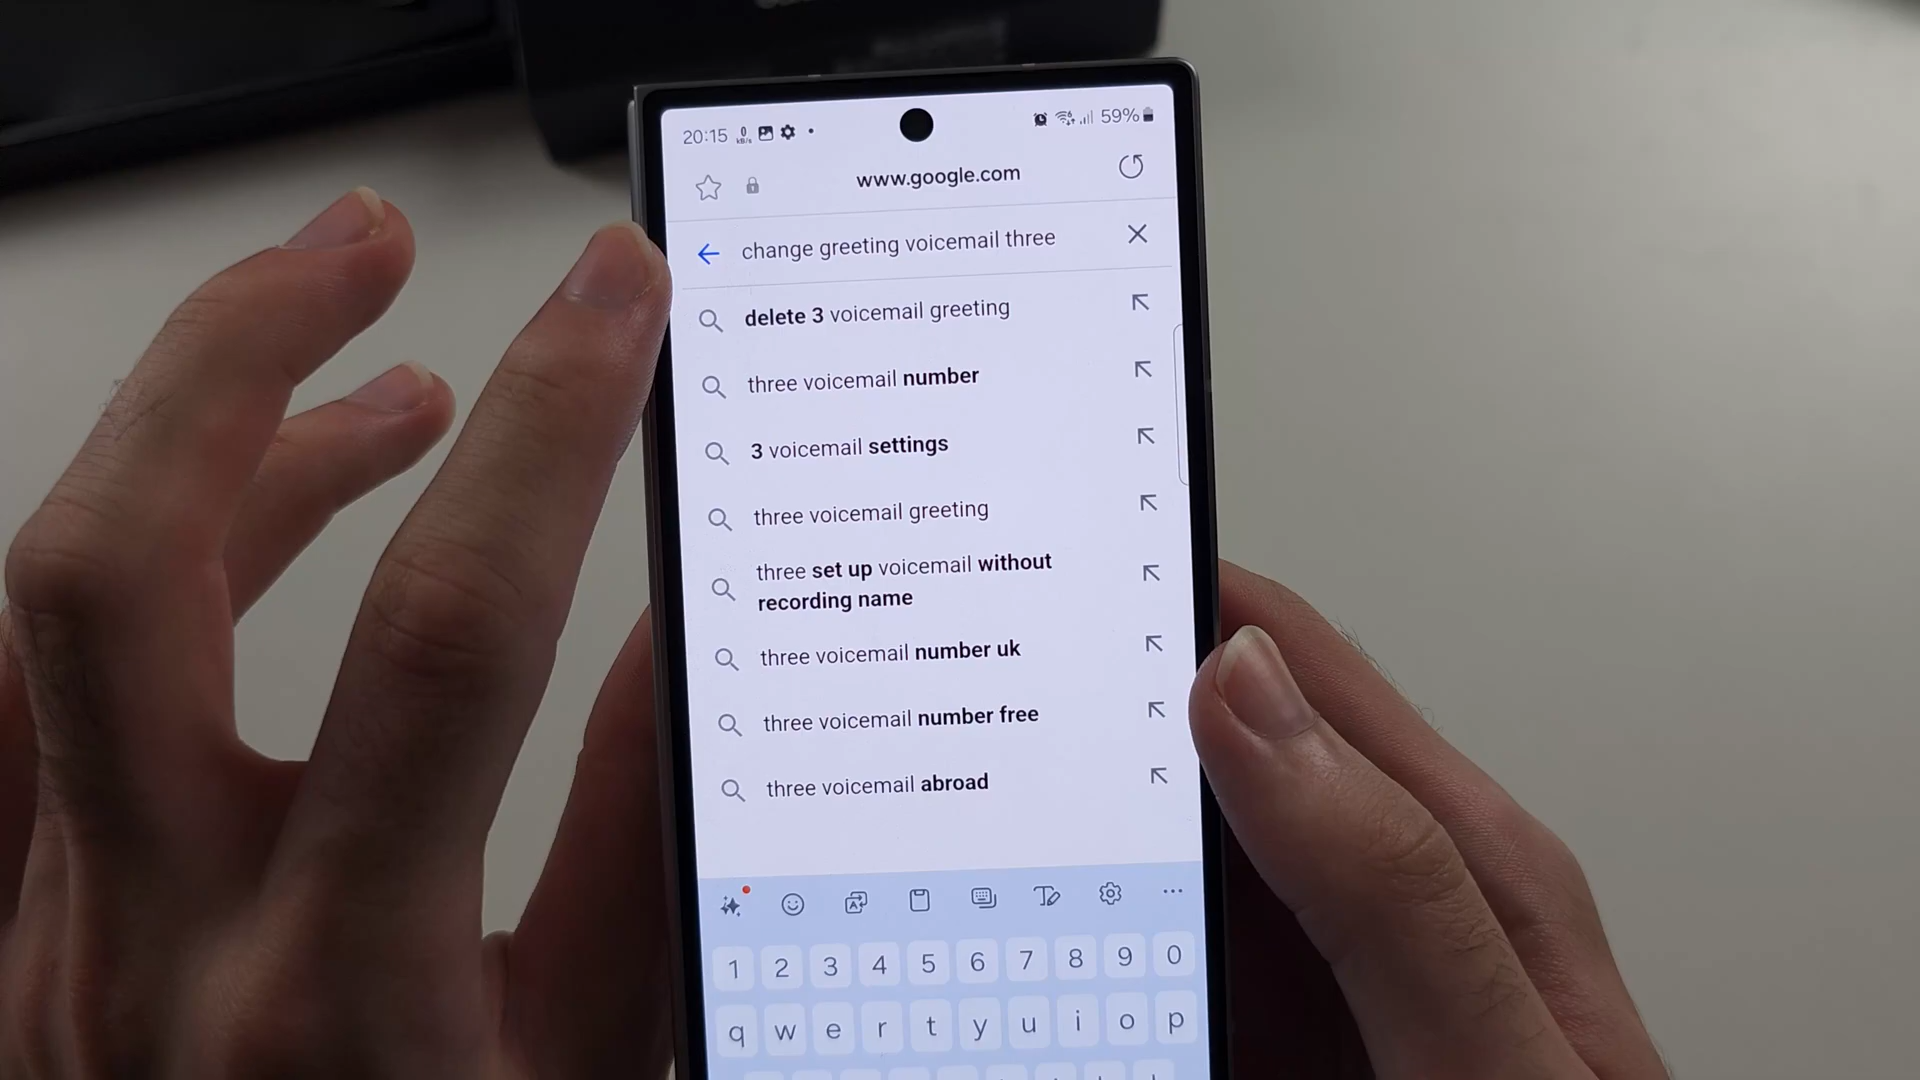 20:15 0 kB/s 59%
www.google.com
change greeting voicemail three
delete 3 voicemail greeting
three voicemail number
3 voicemail settings
three voicemail greeting
three set up voicemail without
recording name
three voicemail number uk
three voicemail number free
three voicemail abroad
1 2 3 4 5 6 7 8 9 0
q w e r t y u i o p